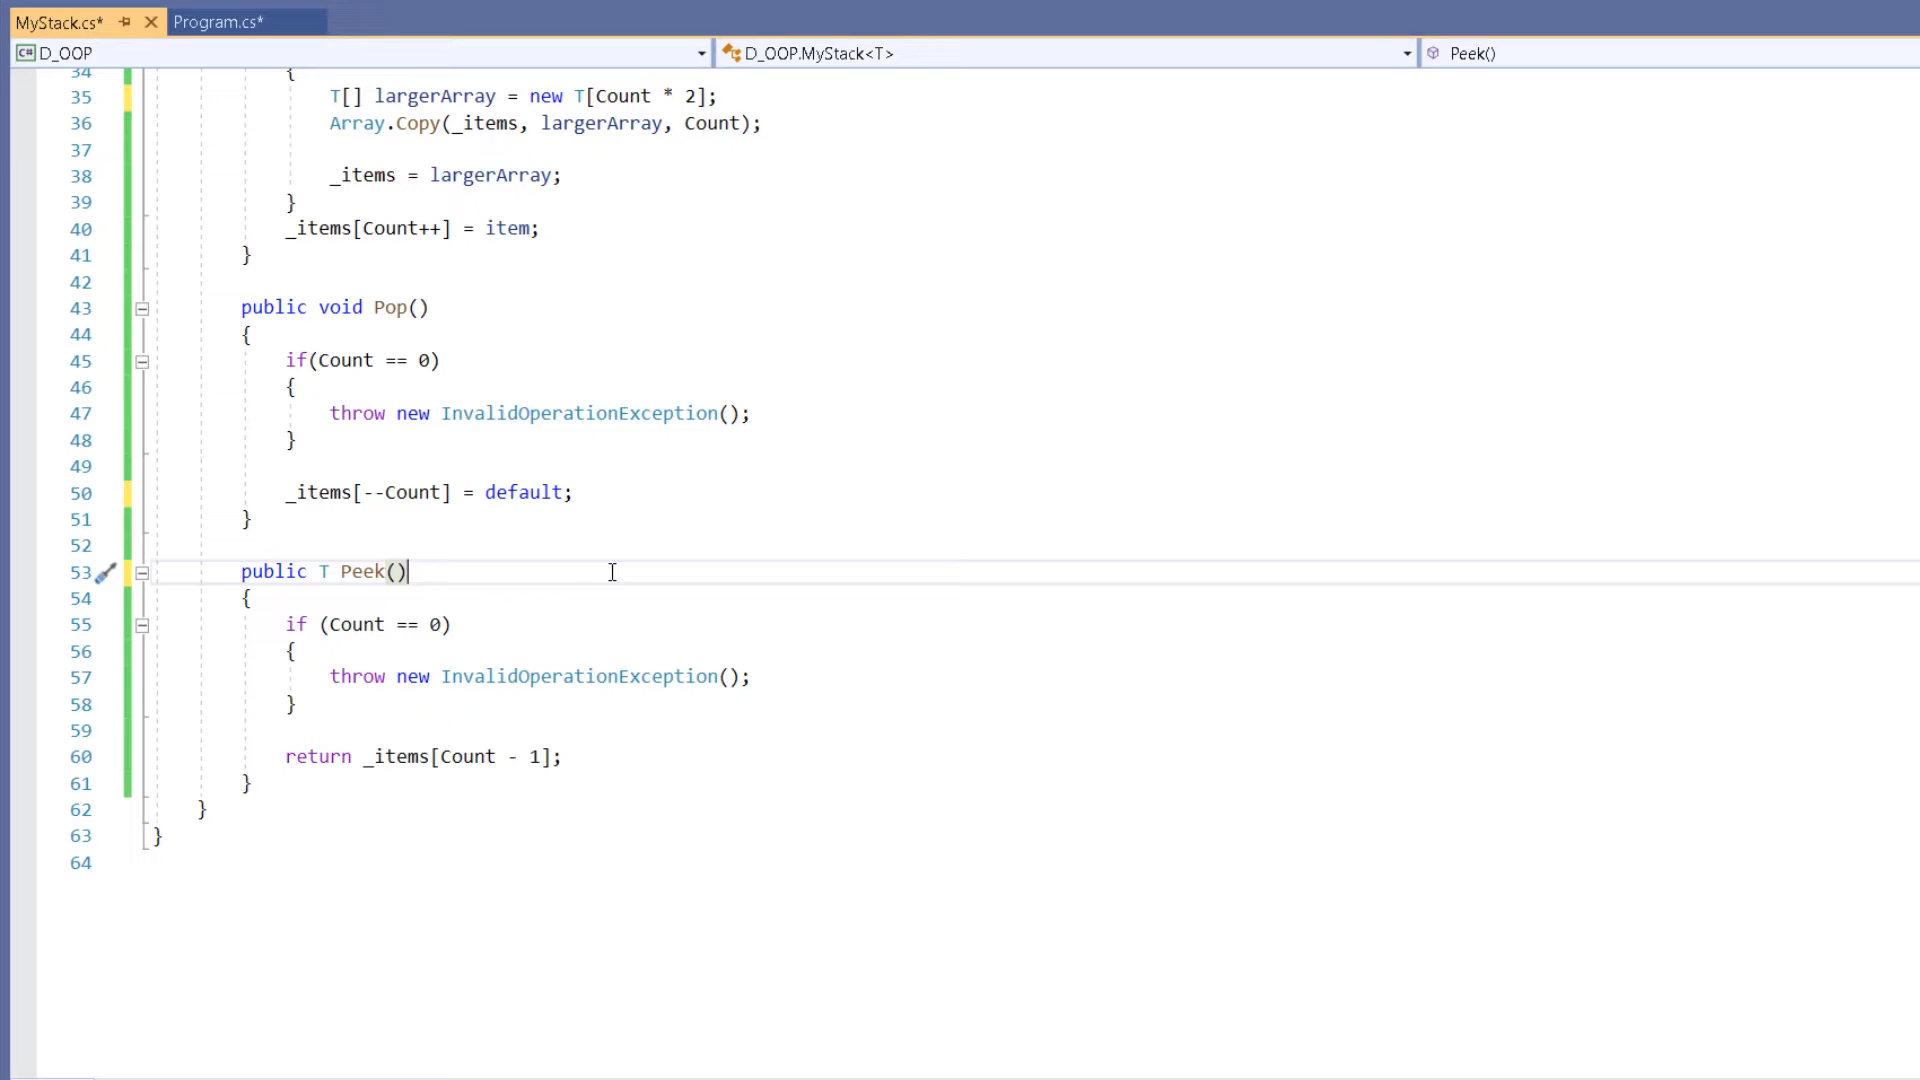 MyStack.cs* Program.cs*
C# D_OOP D_OOP.MyStack<T> Peek()
34 {
35 T[] largerArray = new T[Count * 2];
36 Array.Copy(_items, largerArray, Count);
37
38 _items = largerArray;
39 }
40 _items[Count++] = item;
41 }
42
43 public void Pop()
44 {
45 if(Count == 0)
46 {
47 throw new InvalidOperationException();
48 }
49
50 _items[--Count] = default;
51 }
52
53 public T Peek()
54 {
55 if (Count == 0)
56 {
57 throw new InvalidOperationException();
58 }
59
60 return _items[Count - 1];
61 }
62 }
63 }
64